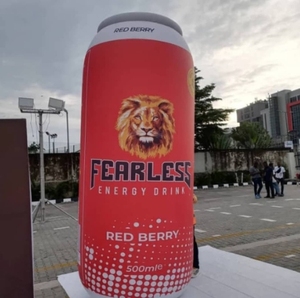 RED BERRY
FEARLESS
ENERGY DRINK
RED BERRY
500ml℮